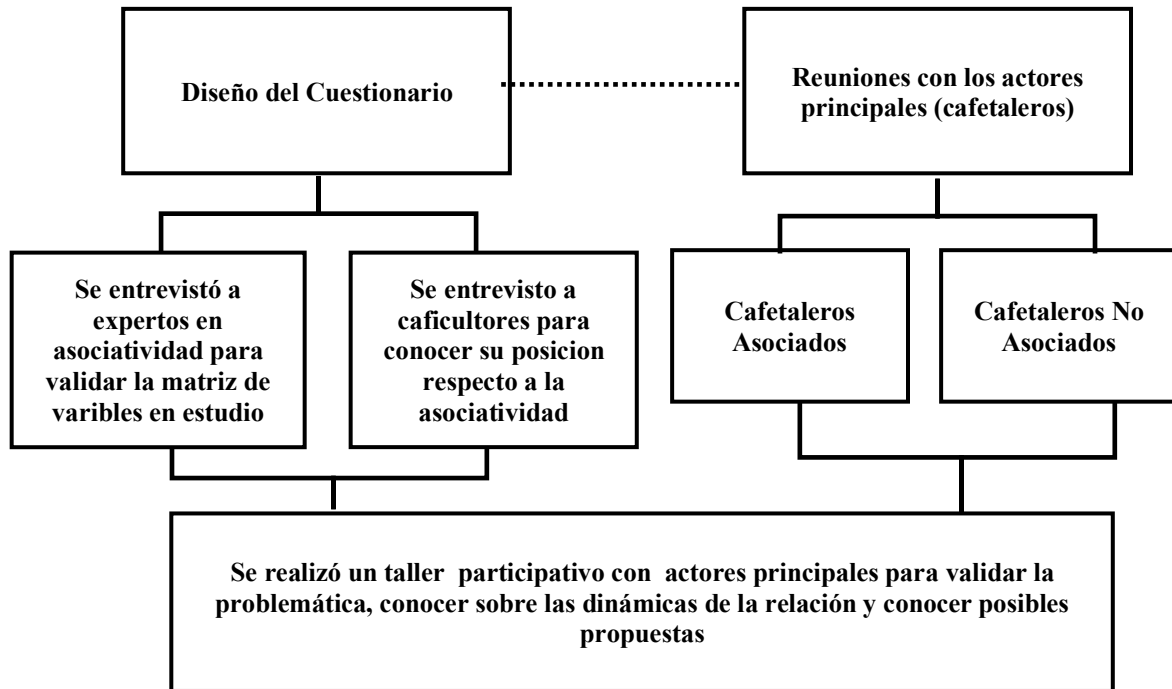 Diseño del Cuestionario
Reuniones con los actores
principales (cafetaleros)
Se entrevistó a
expertos en
asociatividad para
validar la matriz de
varibles en estudio
Se entrevisto a
caficultores para
conocer su posicion
respecto a la
asociatividad
Cafetaleros
Asociados
Cafetaleros No
Asociados
Se realizó un taller participativo con actores principales para validar la
problemática, conocer sobre las dinámicas de la relación y conocer posibles
propuestas